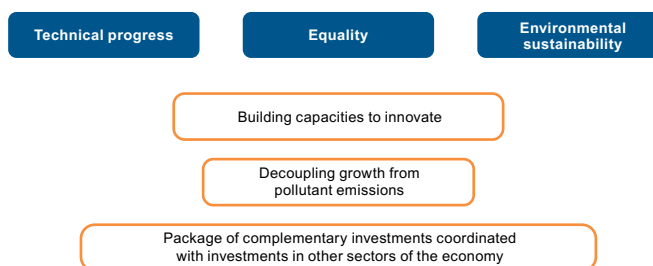 Technical progress
Equality
Environmental
sustainability
Building capacities to innovate
Decoupling growth from
pollutant emissions
Package of complementary investments coordinated
with investments in other sectors of the economy